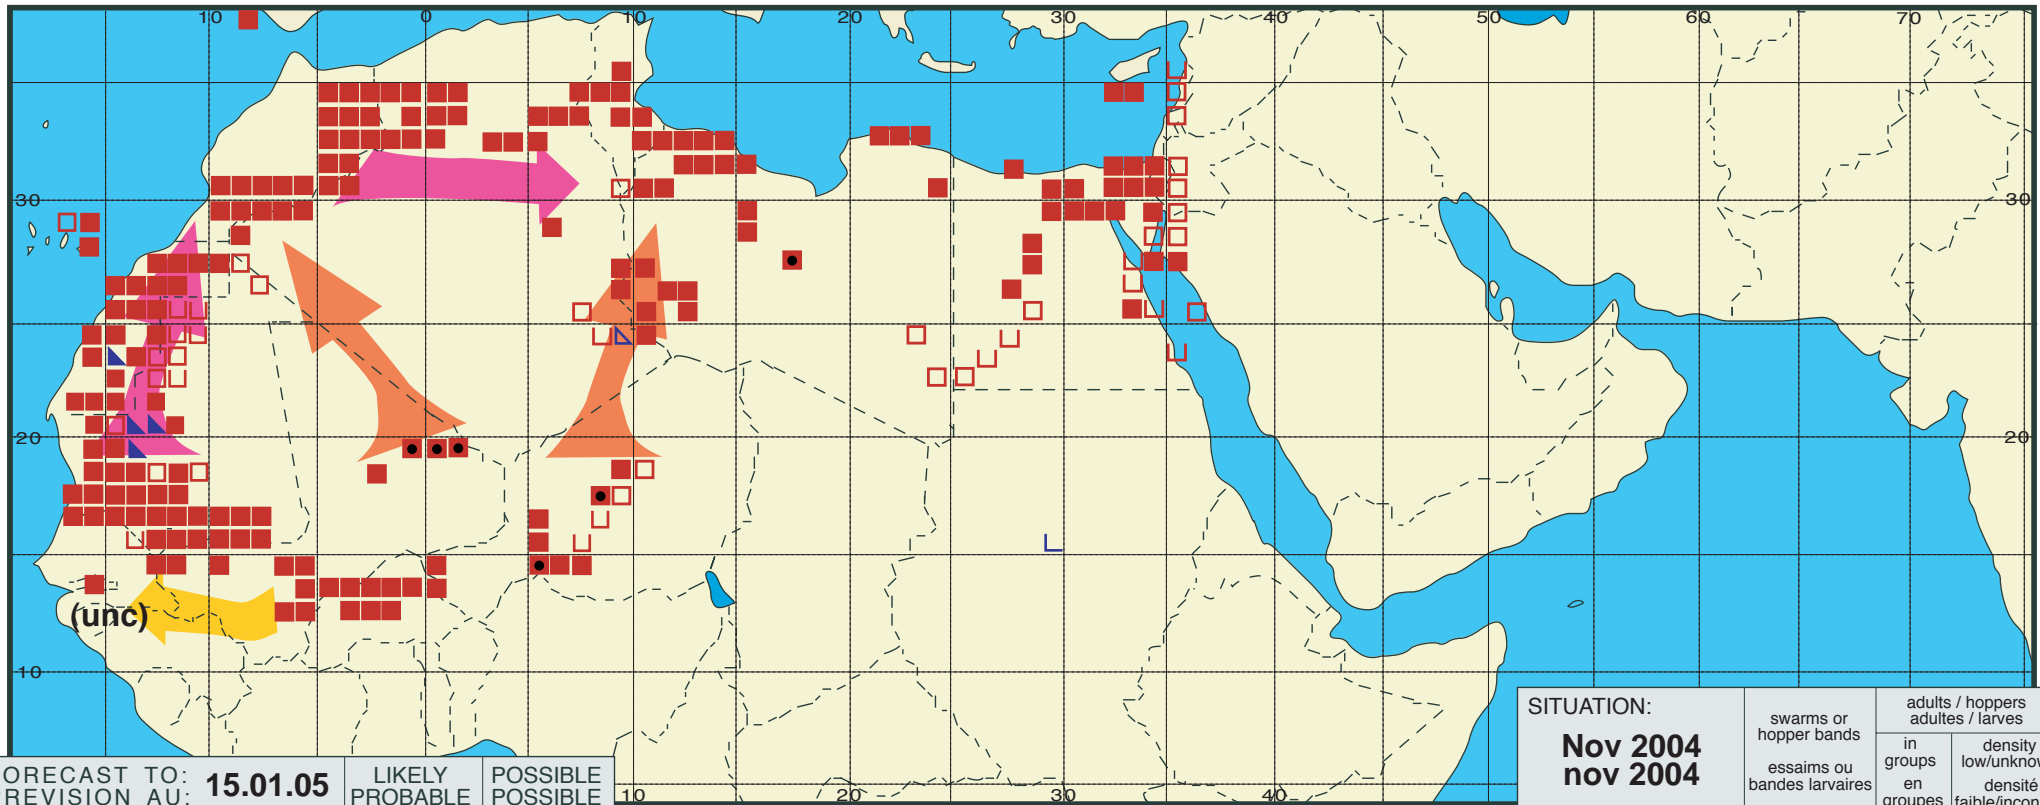 10 0 10 20 30 40 50 60 70
30 30
20 20
(unc)
10
10 20 30 40
ORECAST TO:
REVISION AU:
15.01.05
LIKELY
PROBABLE
POSSIBLE
POSSIBLE
SITUATION:
Nov 2004
nov 2004
swarms or
hopper bands
essaims ou
bandes larvaires
adults / hoppers
adultes / larves
in
groups
en
groupes
density
low/unknow
densité
faible/incon